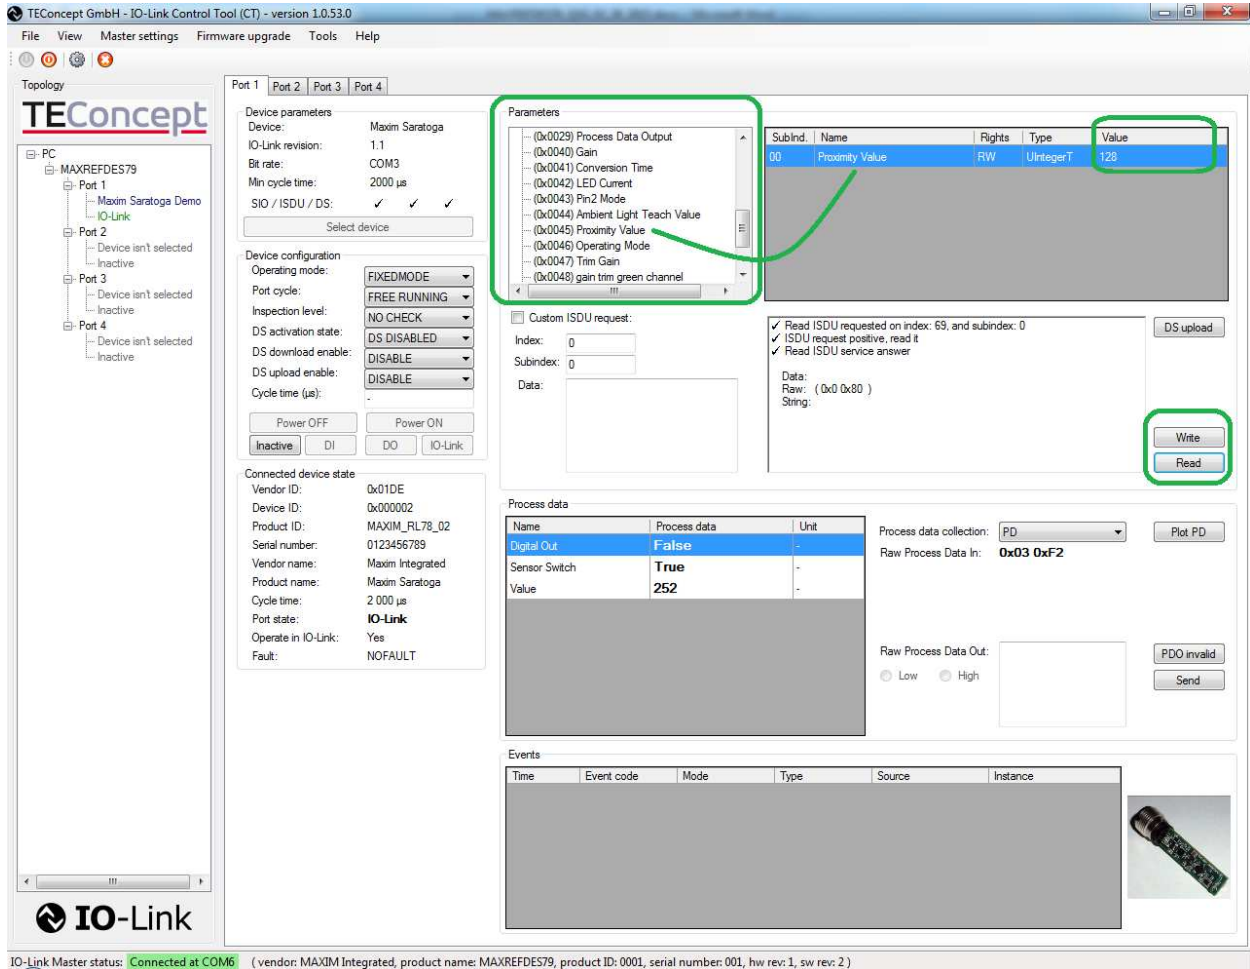 TEConcept GmbH - IO-Link Control Tool (CT) - version 1.0.53.0
File View Master settings Firmware upgrade Tools Help
Topology
TEConcept
PC
MAXREFDES79
Port 1
Maxim Saratoga Demo
IO-Link
Port 2
Device isn't selected
Inactive
Port 3
Device isn't selected
Inactive
Port 4
Device isn't selected
Inactive
IO-Link
Port 1 Port 2 Port 3 Port 4
Device parameters
Device: Maxim Saratoga
IO-Link revision: 1.1
Bit rate: COM3
Min cycle time: 2000 µs
SIO / ISDU / DS: ✓ ✓ ✓
Select device
Device configuration
Operating mode: FIXEDMODE
Port cycle: FREE RUNNING
Inspection level: NO CHECK
DS activation state: DS DISABLED
DS download enable: DISABLE
DS upload enable: DISABLE
Cycle time (µs): -
Power OFF Power ON
Inactive DI DO IO-Link
Connected device state
Vendor ID: 0x01DE
Device ID: 0x000002
Product ID: MAXIM_RL78_02
Serial number: 0123456789
Vendor name: Maxim Integrated
Product name: Maxim Saratoga
Cycle time: 2 000 µs
Port state: IO-Link
Operate in IO-Link: Yes
Fault: NOFAULT
Parameters
(0x0029) Process Data Output
(0x0040) Gain
(0x0041) Conversion Time
(0x0042) LED Current
(0x0043) Pin2 Mode
(0x0044) Ambient Light Teach Value
(0x0045) Proximity Value
(0x0046) Operating Mode
(0x0047) Trim Gain
(0x0048) gain trim green channel
SubInd. Name Rights Type Value
00 Proximity Value RW UIntegerT 128
Custom ISDU request:
Index: 0
Subindex: 0
Data:
✓ Read ISDU requested on index: 69, and subindex: 0
✓ ISDU request positive, read it
✓ Read ISDU service answer
Data:
Raw: ( 0x0 0x80 )
String:
DS upload
Write
Read
Process data
Name Process data Unit
Digital Out False -
Sensor Switch True -
Value 252 -
Process data collection: PD
Plot PD
Raw Process Data In: 0x03 0xF2
Raw Process Data Out:
Low High
PDO invalid
Send
Events
Time Event code Mode Type Source Instance
IO-Link Master status: Connected at COM6 ( vendor: MAXIM Integrated, product name: MAXREFDES79, product ID: 0001, serial number: 001, hw rev: 1, sw rev: 2 )